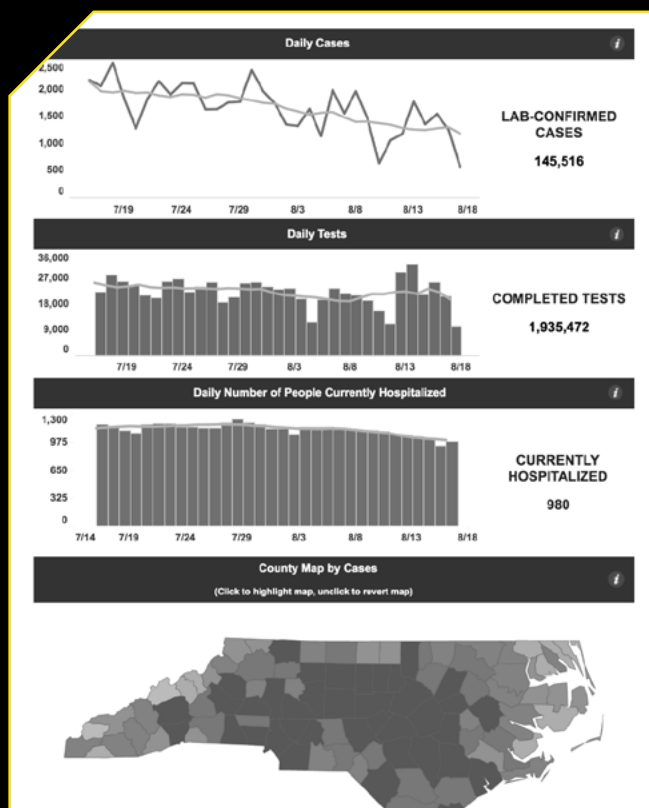 Daily Cases
i
2,500
2,000
1,500
1,000
500
0
7/19 7/24 7/29 8/3 8/8 8/13 8/18
LAB-CONFIRMED
CASES
145,516
Daily Tests
i
36,000
27,000
18,000
9,000
0
7/19 7/24 7/29 8/3 8/8 8/13 8/18
COMPLETED TESTS
1,935,472
Daily Number of People Currently Hospitalized
i
1,300
975
650
325
0
7/14 7/19 7/24 7/29 8/3 8/8 8/13 8/18
CURRENTLY
HOSPITALIZED
980
County Map by Cases
(Click to highlight map, unclick to revert map)
i